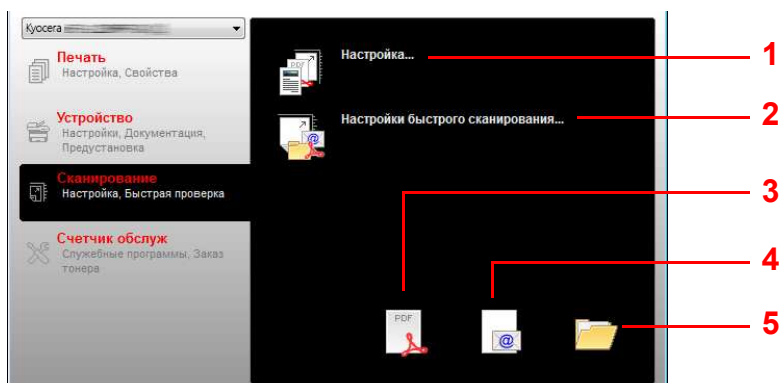 Kyocera
Печать
Настройка, Свойства
Устройство
Настройки, Документация,
Предустановка
Сканирование
Настройка, Быстрая проверка
Счетчик обслуж
Служебные программы, Заказ
тонера
Настройка...
1
Настройки быстрого сканирования...
2
3
4
5
PDF
PDF
@
@